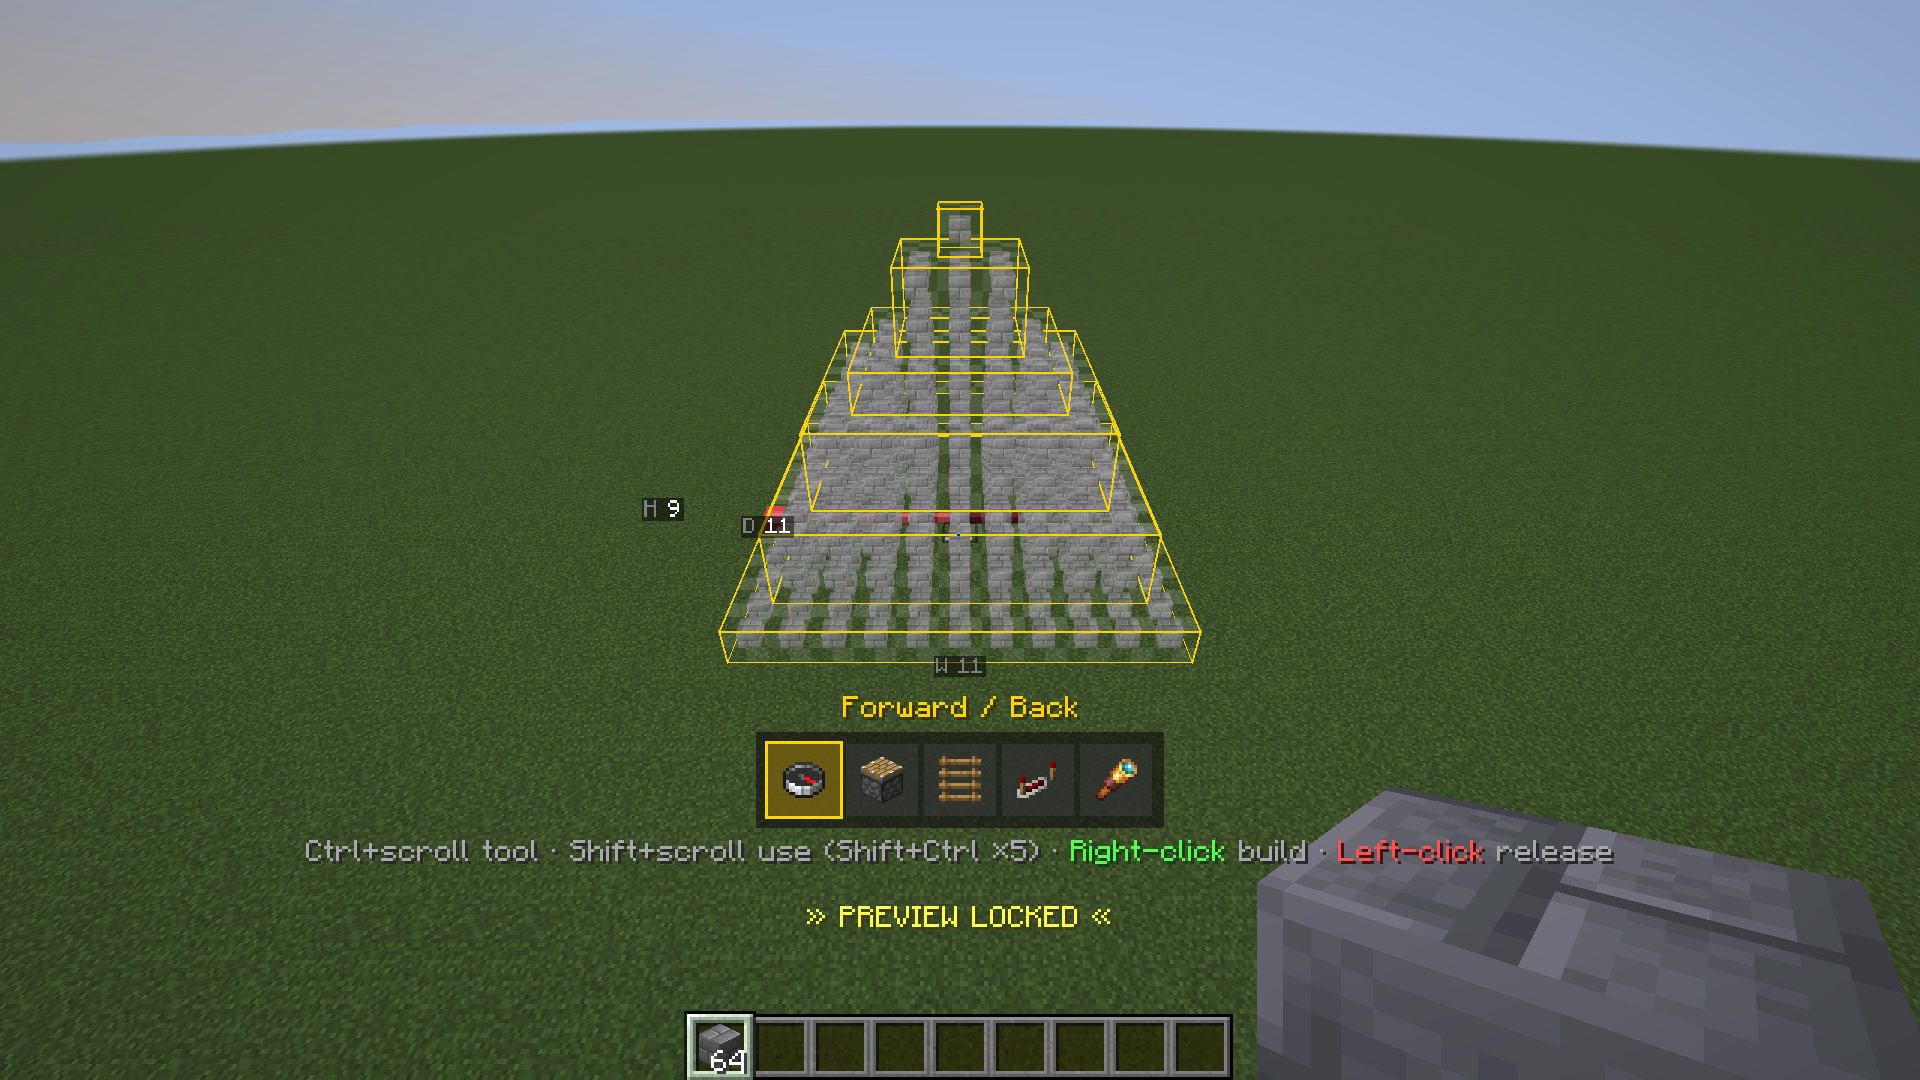 H 9
D 11
W 11
Forward / Back
Ctrl+scroll tool · Shift+scroll use (Shift+Ctrl ×5) · Right-click build · Left-click release
» PREVIEW LOCKED «
64